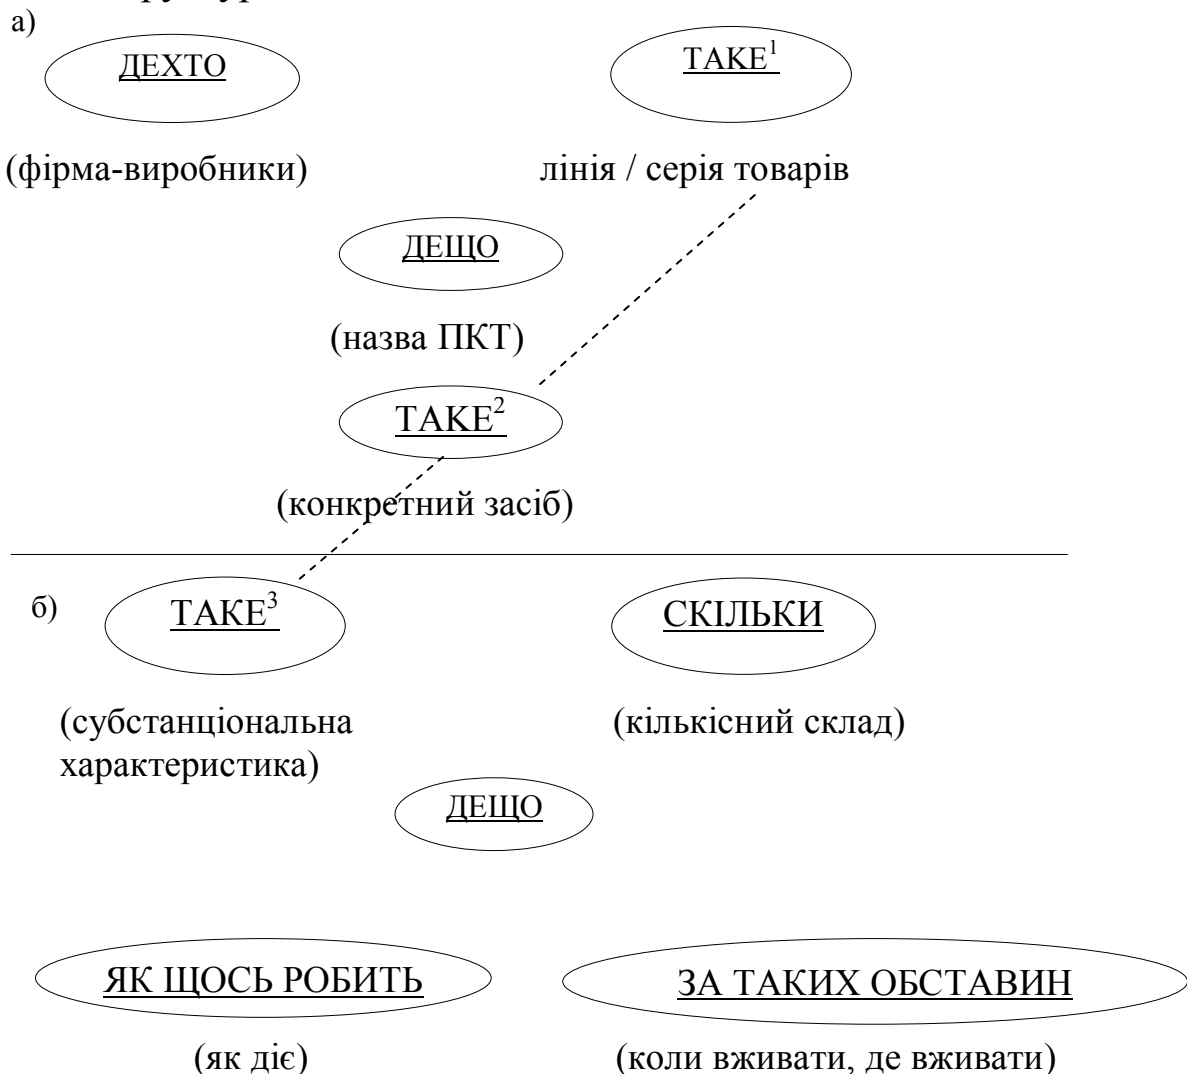 а)
ДЕХТО ТАКЕ¹
(фірма-виробники) лінія / серія товарів
ДЕЩО
(назва ПКТ)
ТАКЕ²
(конкретний засіб)
б) ТАКЕ³ СКІЛЬКИ
(субстанціональна (кількісний склад)
характеристика)
ДЕЩО
ЯК ЩОСЬ РОБИТЬ ЗА ТАКИХ ОБСТАВИН
(як діє) (коли вживати, де вживати)